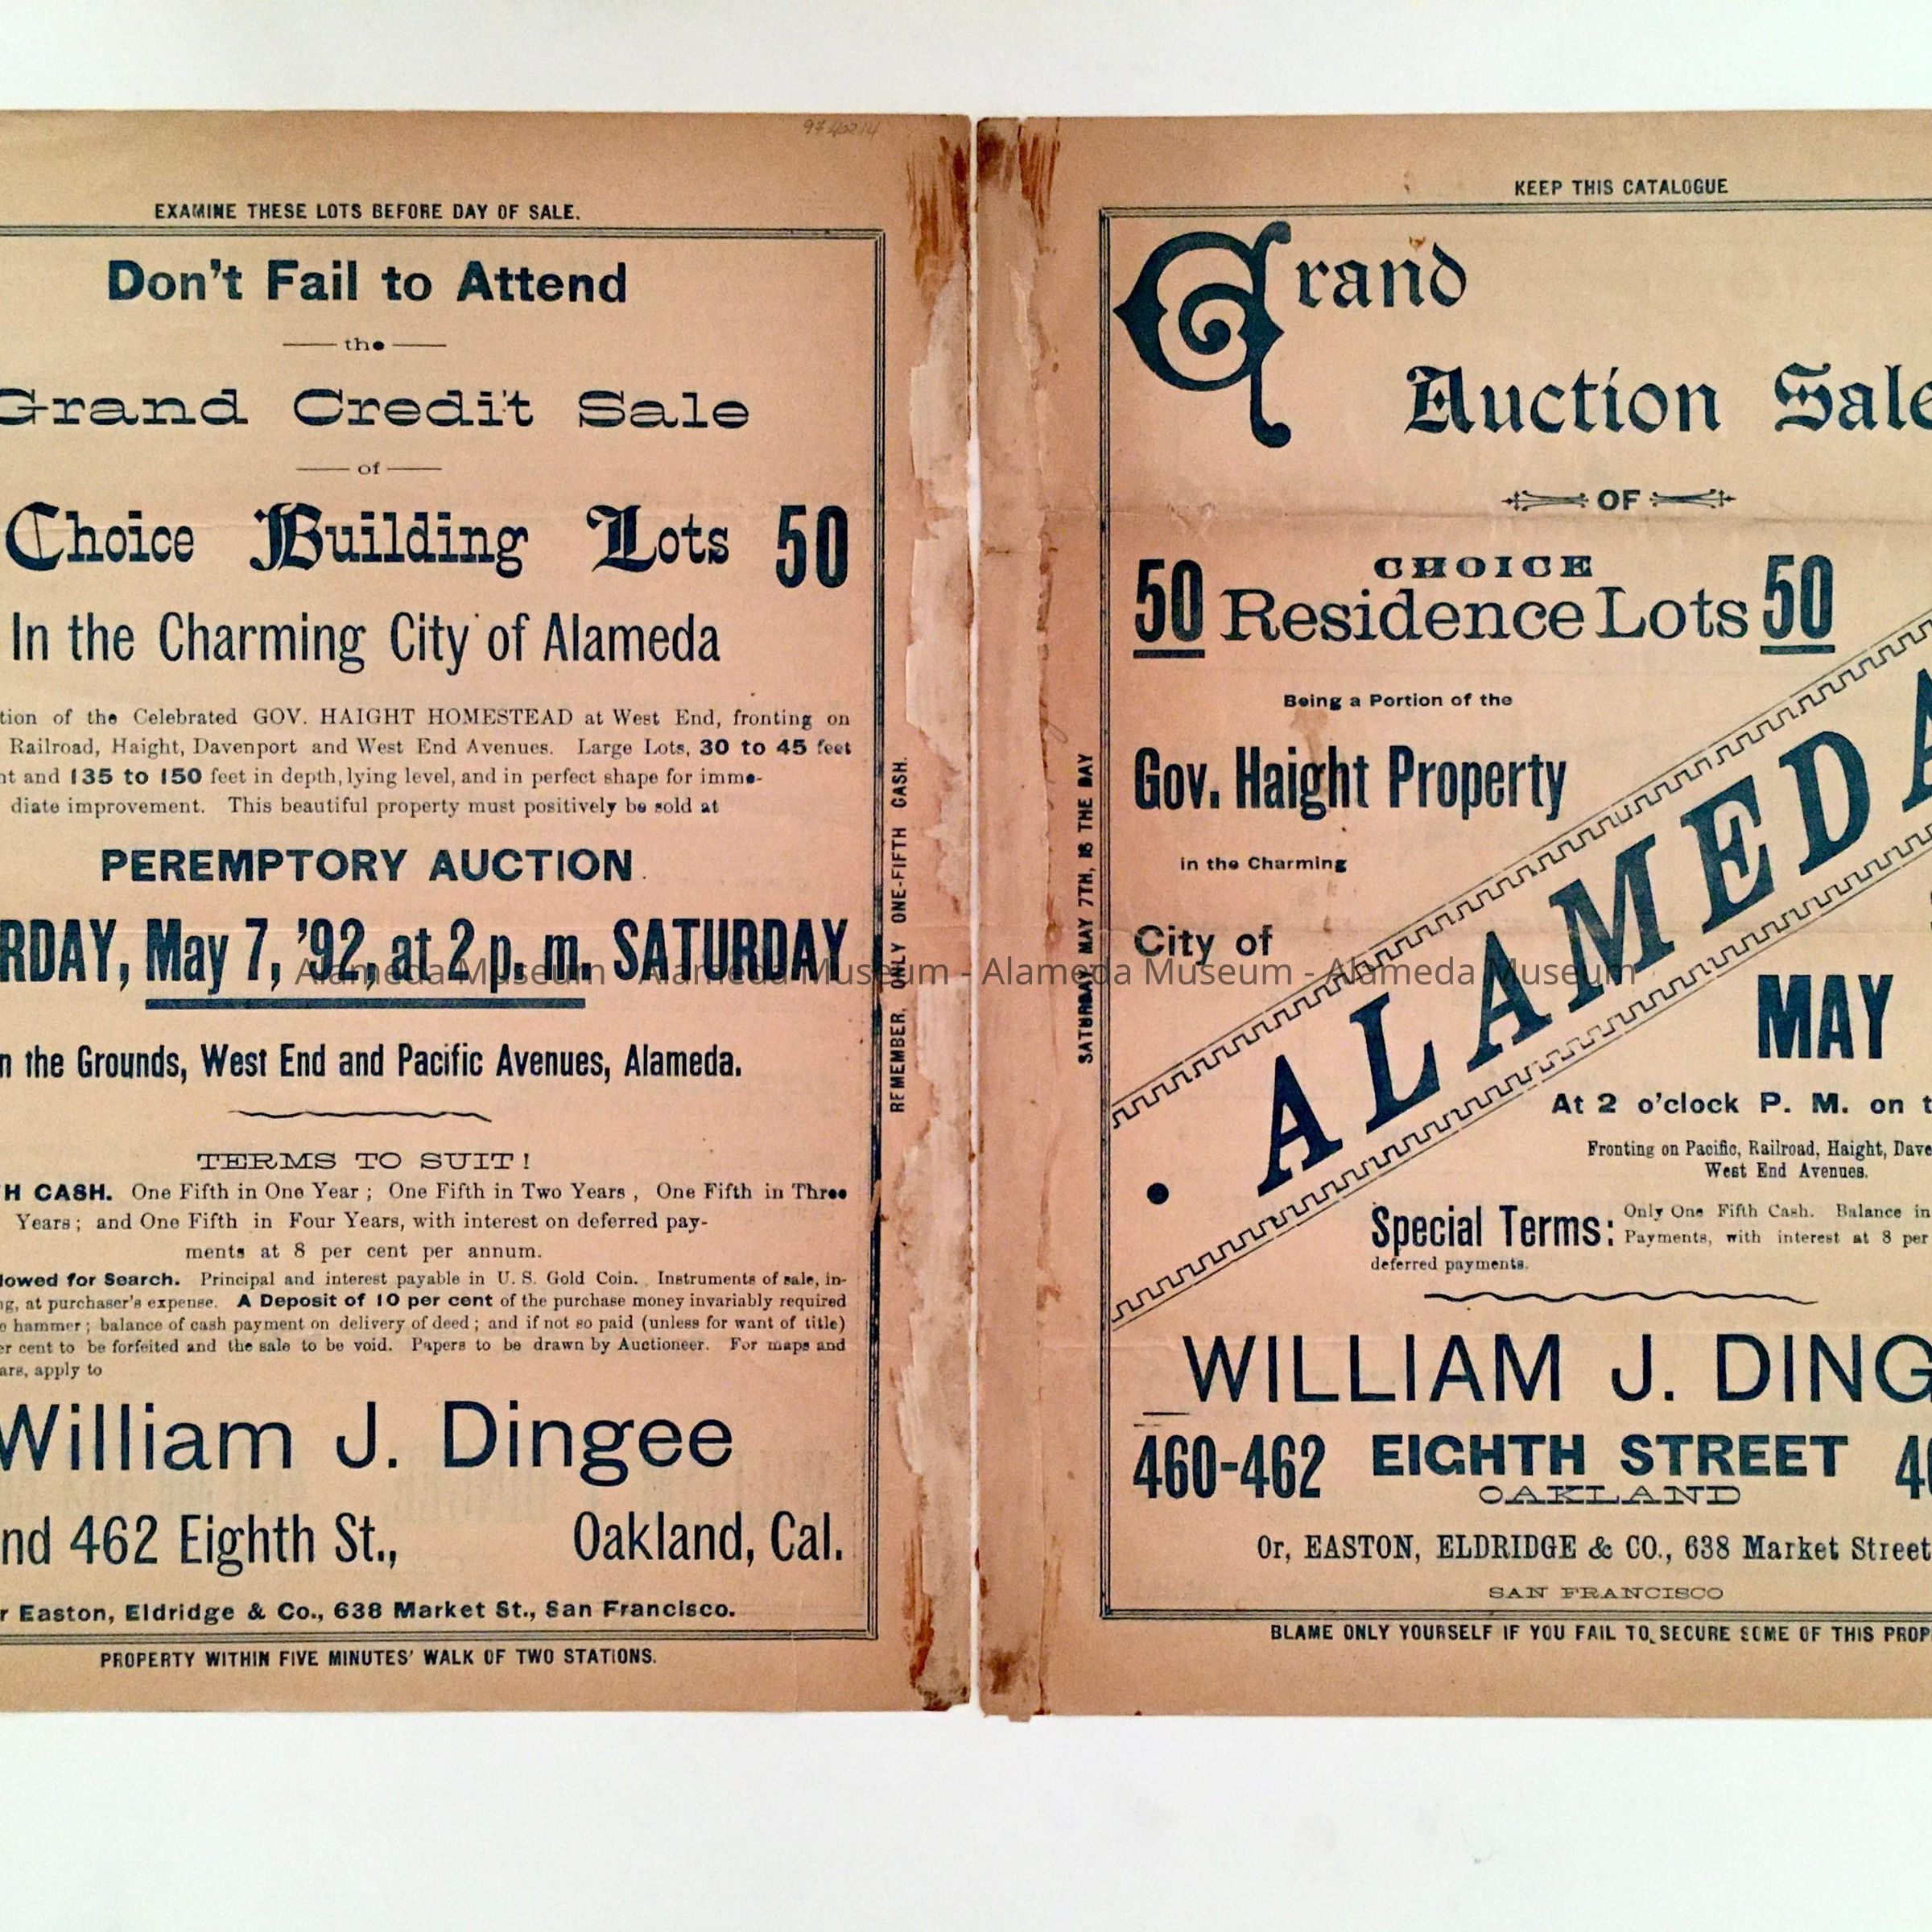 EXAMINE THESE LOTS BEFORE DAY OF SALE.
Don't Fail to Attend
the
Grand Credit Sale
of
Choice Building Lots 50
In the Charming City of Alameda
tion of the Celebrated GOV. HAIGHT HOMESTEAD at West End, fronting on
Railroad, Haight, Davenport and West End Avenues. Large Lots, 30 to 45 feet
nt and 135 to 150 feet in depth, lying level, and in perfect shape for imme-
diate improvement. This beautiful property must positively be sold at
PEREMPTORY AUCTION.
RDAY, May 7, '92, at 2 p. m. SATURDAY
n the Grounds, West End and Pacific Avenues, Alameda.
TERMS TO SUIT!
H CASH. One Fifth in One Year; One Fifth in Two Years, One Fifth in Three
Years; and One Fifth in Four Years, with interest on deferred pay-
ments at 8 per cent per annum.
lowed for Search. Principal and interest payable in U. S. Gold Coin. Instruments of sale, in-
ng, at purchaser's expense. A Deposit of 10 per cent of the purchase money invariably required
hammer; balance of cash payment on delivery of deed; and if not so paid (unless for want of title)
er cent to be forfeited and the sale to be void. Papers to be drawn by Auctioneer. For maps and
ars, apply to
William J. Dingee
nd 462 Eighth St., Oakland, Cal.
r Easton, Eldridge & Co., 638 Market St., San Francisco.
PROPERTY WITHIN FIVE MINUTES' WALK OF TWO STATIONS.
REMEMBER, ONLY ONE-FIFTH CASH.
SATURDAY, MAY 7TH, IS THE DAY
KEEP THIS CATALOGUE
Grand
Auction Sale
OF
CHOICE
50 Residence Lots 50
Being a Portion of the
Gov. Haight Property
in the Charming
City of
ALAMEDA
MAY
At 2 o'clock P. M. on t
Fronting on Pacific, Railroad, Haight, Dave
West End Avenues.
Special Terms: Only One Fifth Cash. Balance in
Payments, with interest at 8 per
deferred payments.
WILLIAM J. DING
460-462 EIGHTH STREET 4
OAKLAND
Or, EASTON, ELDRIDGE & CO., 638 Market Street
SAN FRANCISCO
BLAME ONLY YOURSELF IF YOU FAIL TO SECURE SOME OF THIS PROP
Alameda Museum - Alameda Museum - Alameda Museum - Alameda Museum